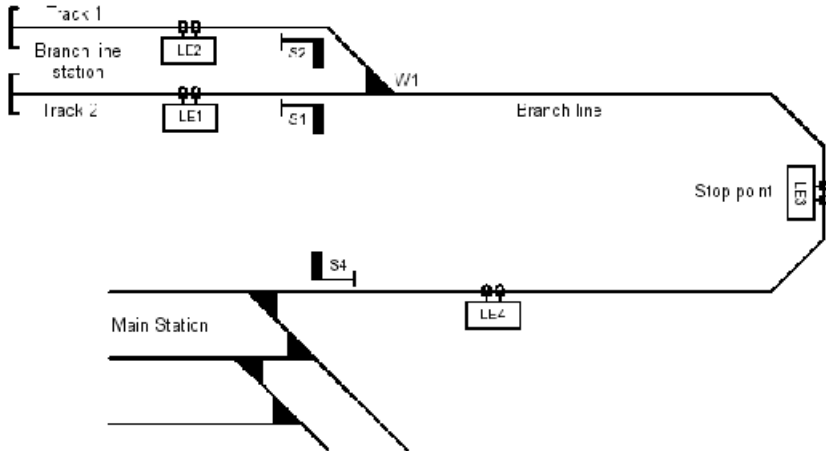 Track 1
LE2
S2
Branch line
station
W1
Track 2
LE1
S1
Branch line
Stop point
LE3
S4
LE4
Main Station